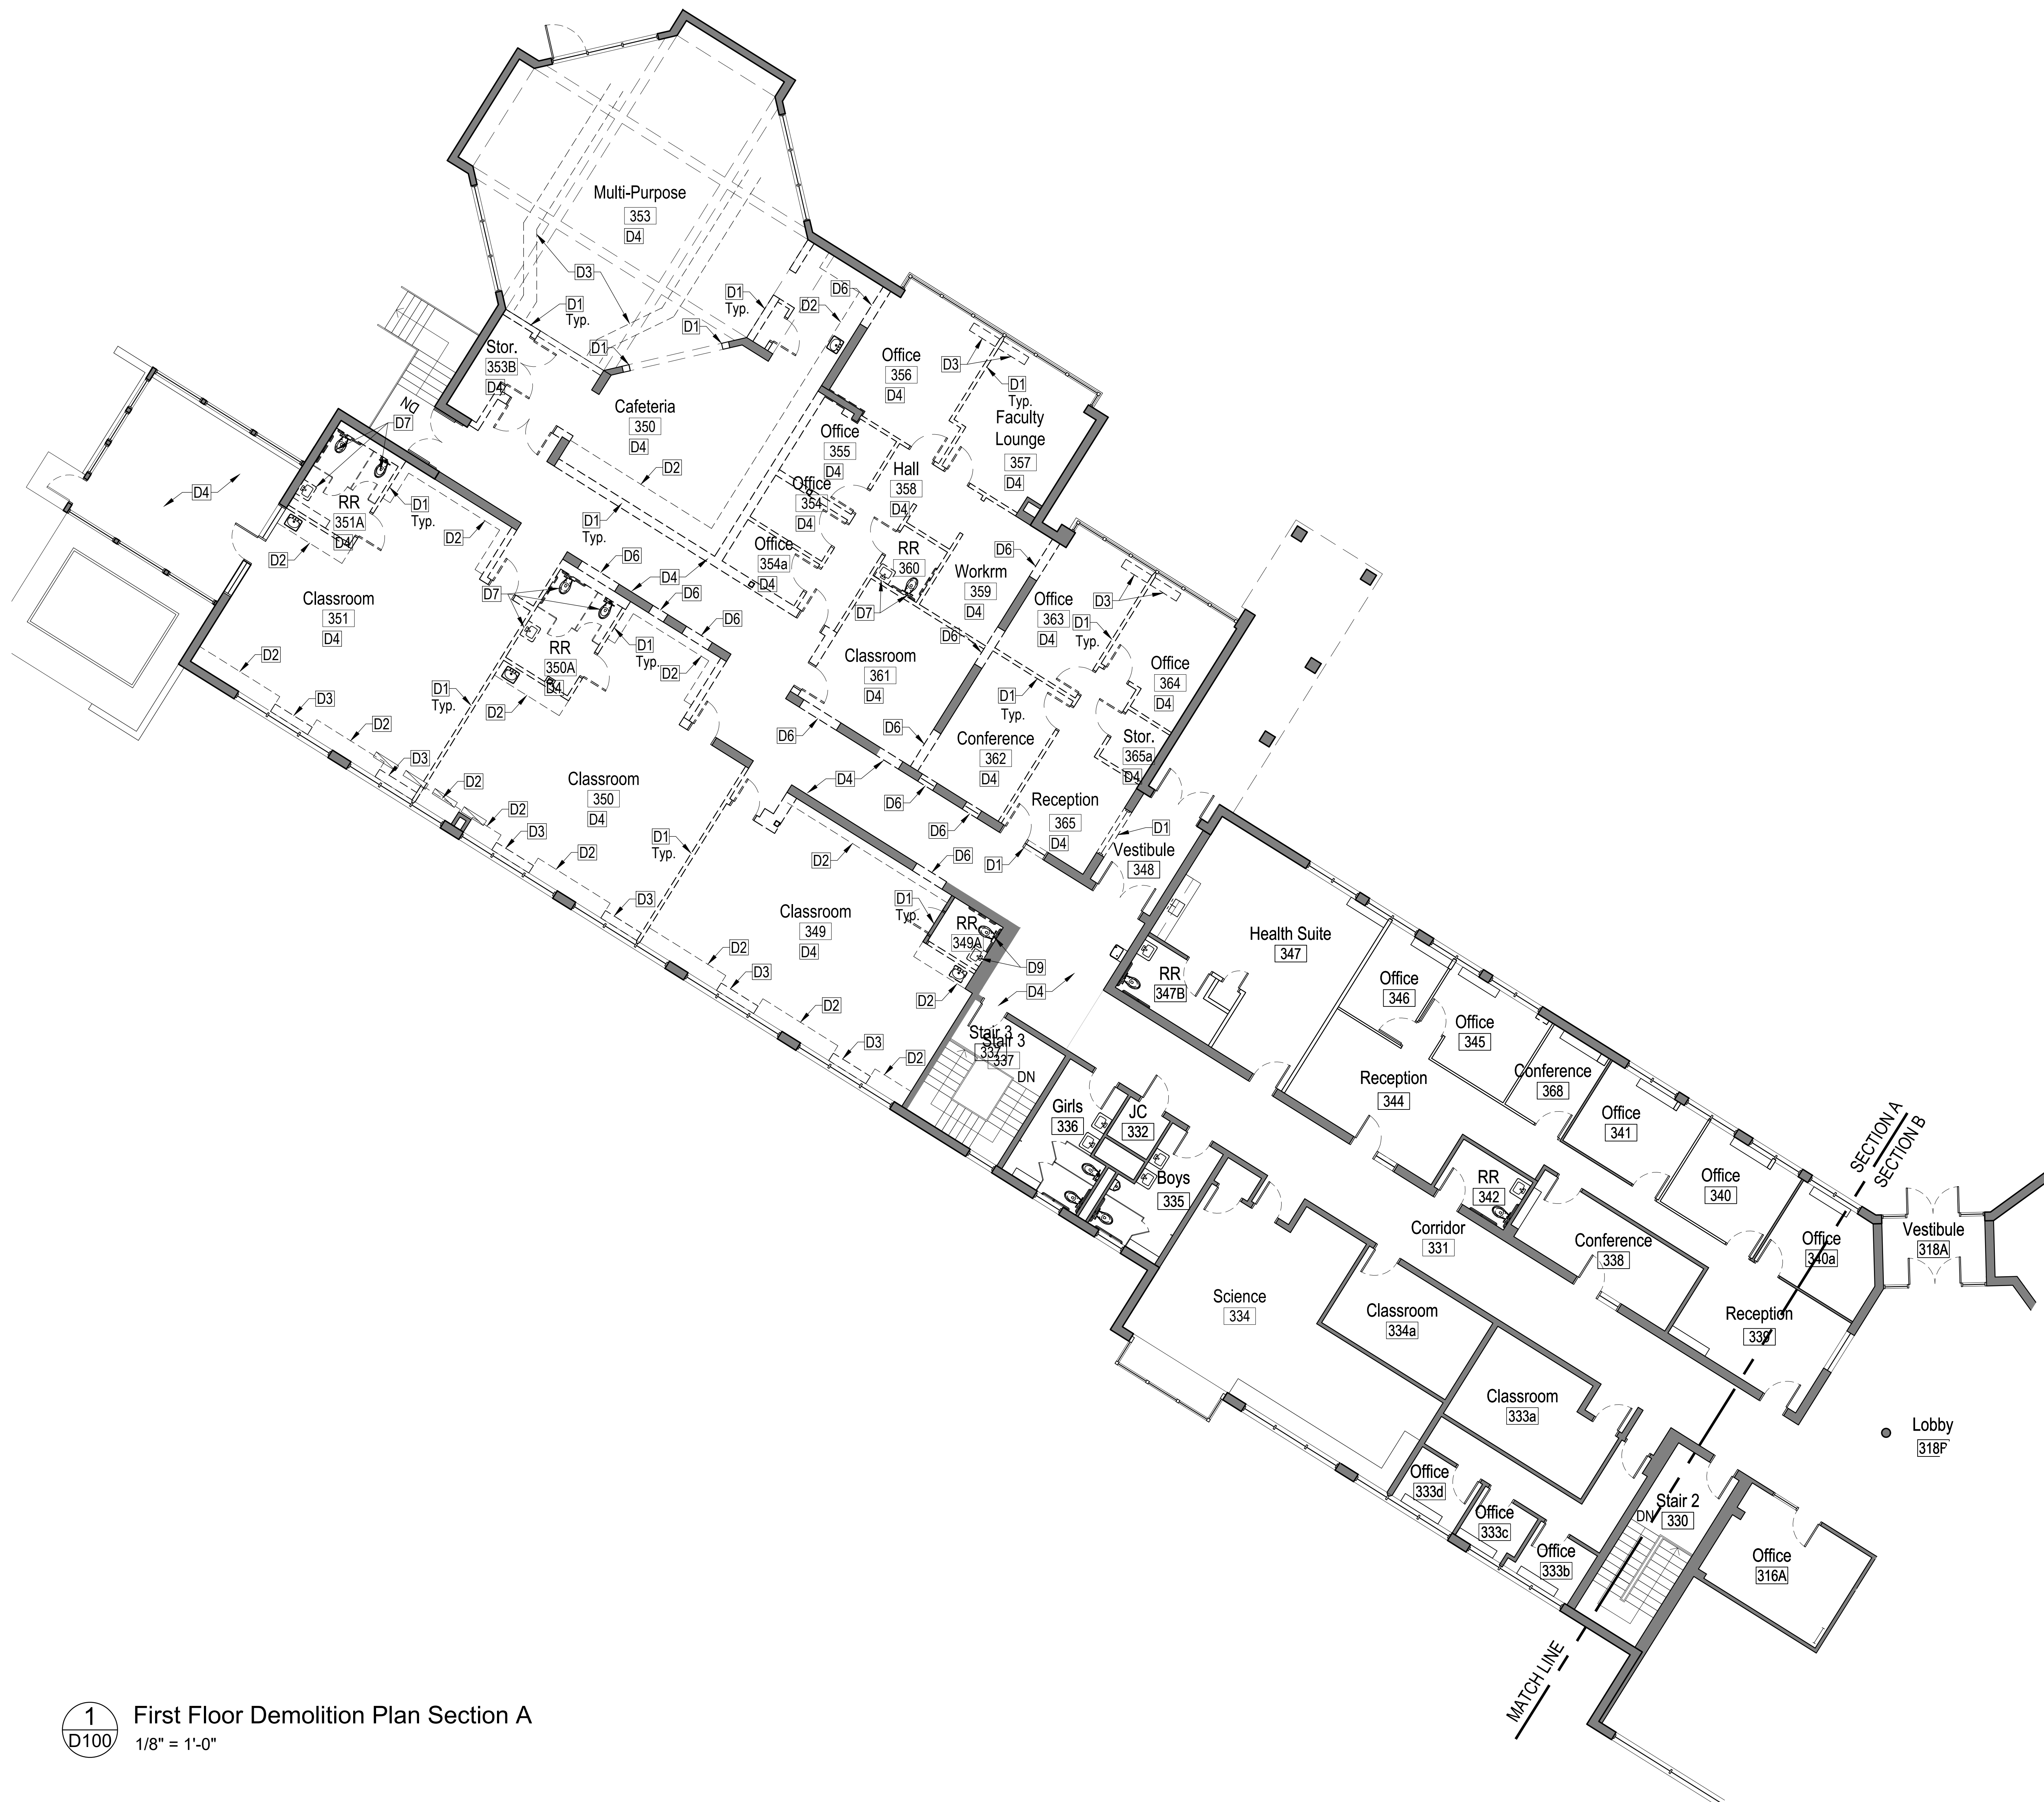 Multi-Purpose
353
D4
D3
D1
Typ.
D1
Typ.
D6
D2
D1
D1
Stor.
353B
D4
DN
D7
Cafeteria
350
D4
D2
D1
Typ.
Office
356
D4
D3
D1
Typ.
Faculty
Lounge
357
D4
Office
355
D4
Hall
358
D4
Office
354
D4
Office
354a
D4
RR
360
D7
Workrm
359
D4
D6
D6
D4
RR
351A
D4
D1
Typ.
D2
D2
Classroom
351
D4
D2
D3
D2
D3
D1
Typ.
D6
D4
D6
D6
D7
RR
350A
D4
D1
Typ.
D2
D2
Classroom
350
D4
D2
D2
D3
D2
D3
D1
Typ.
Classroom
361
D4
D6
D6
D4
D6
D6
Office
363
D4
D3
D1
Typ.
Office
364
D4
D1
Typ.
Conference
362
D4
Stor.
365a
D4
Reception
365
D4
D1
D1
Vestibule
348
D2
D6
D1
Typ.
Classroom
349
D4
RR
349A
D9
D4
D2
D2
D3
D2
D3
D2
Stair 3
337
Stair 3
337
DN
Health Suite
347
RR
347B
Office
346
Office
345
Conference
368
Reception
344
Office
341
Girls
336
JC
332
Boys
335
RR
342
Office
340
Corridor
331
Conference
338
Office
340a
Vestibule
318A
SECTION A
SECTION B
Science
334
Classroom
334a
Reception
339
Classroom
333a
Lobby
Office
333d
Office
333c
Office
333b
Stair 2
330
DN
Office
316A
MATCH LINE
1
D100
First Floor Demolition Plan Section A
1/8" = 1'-0"